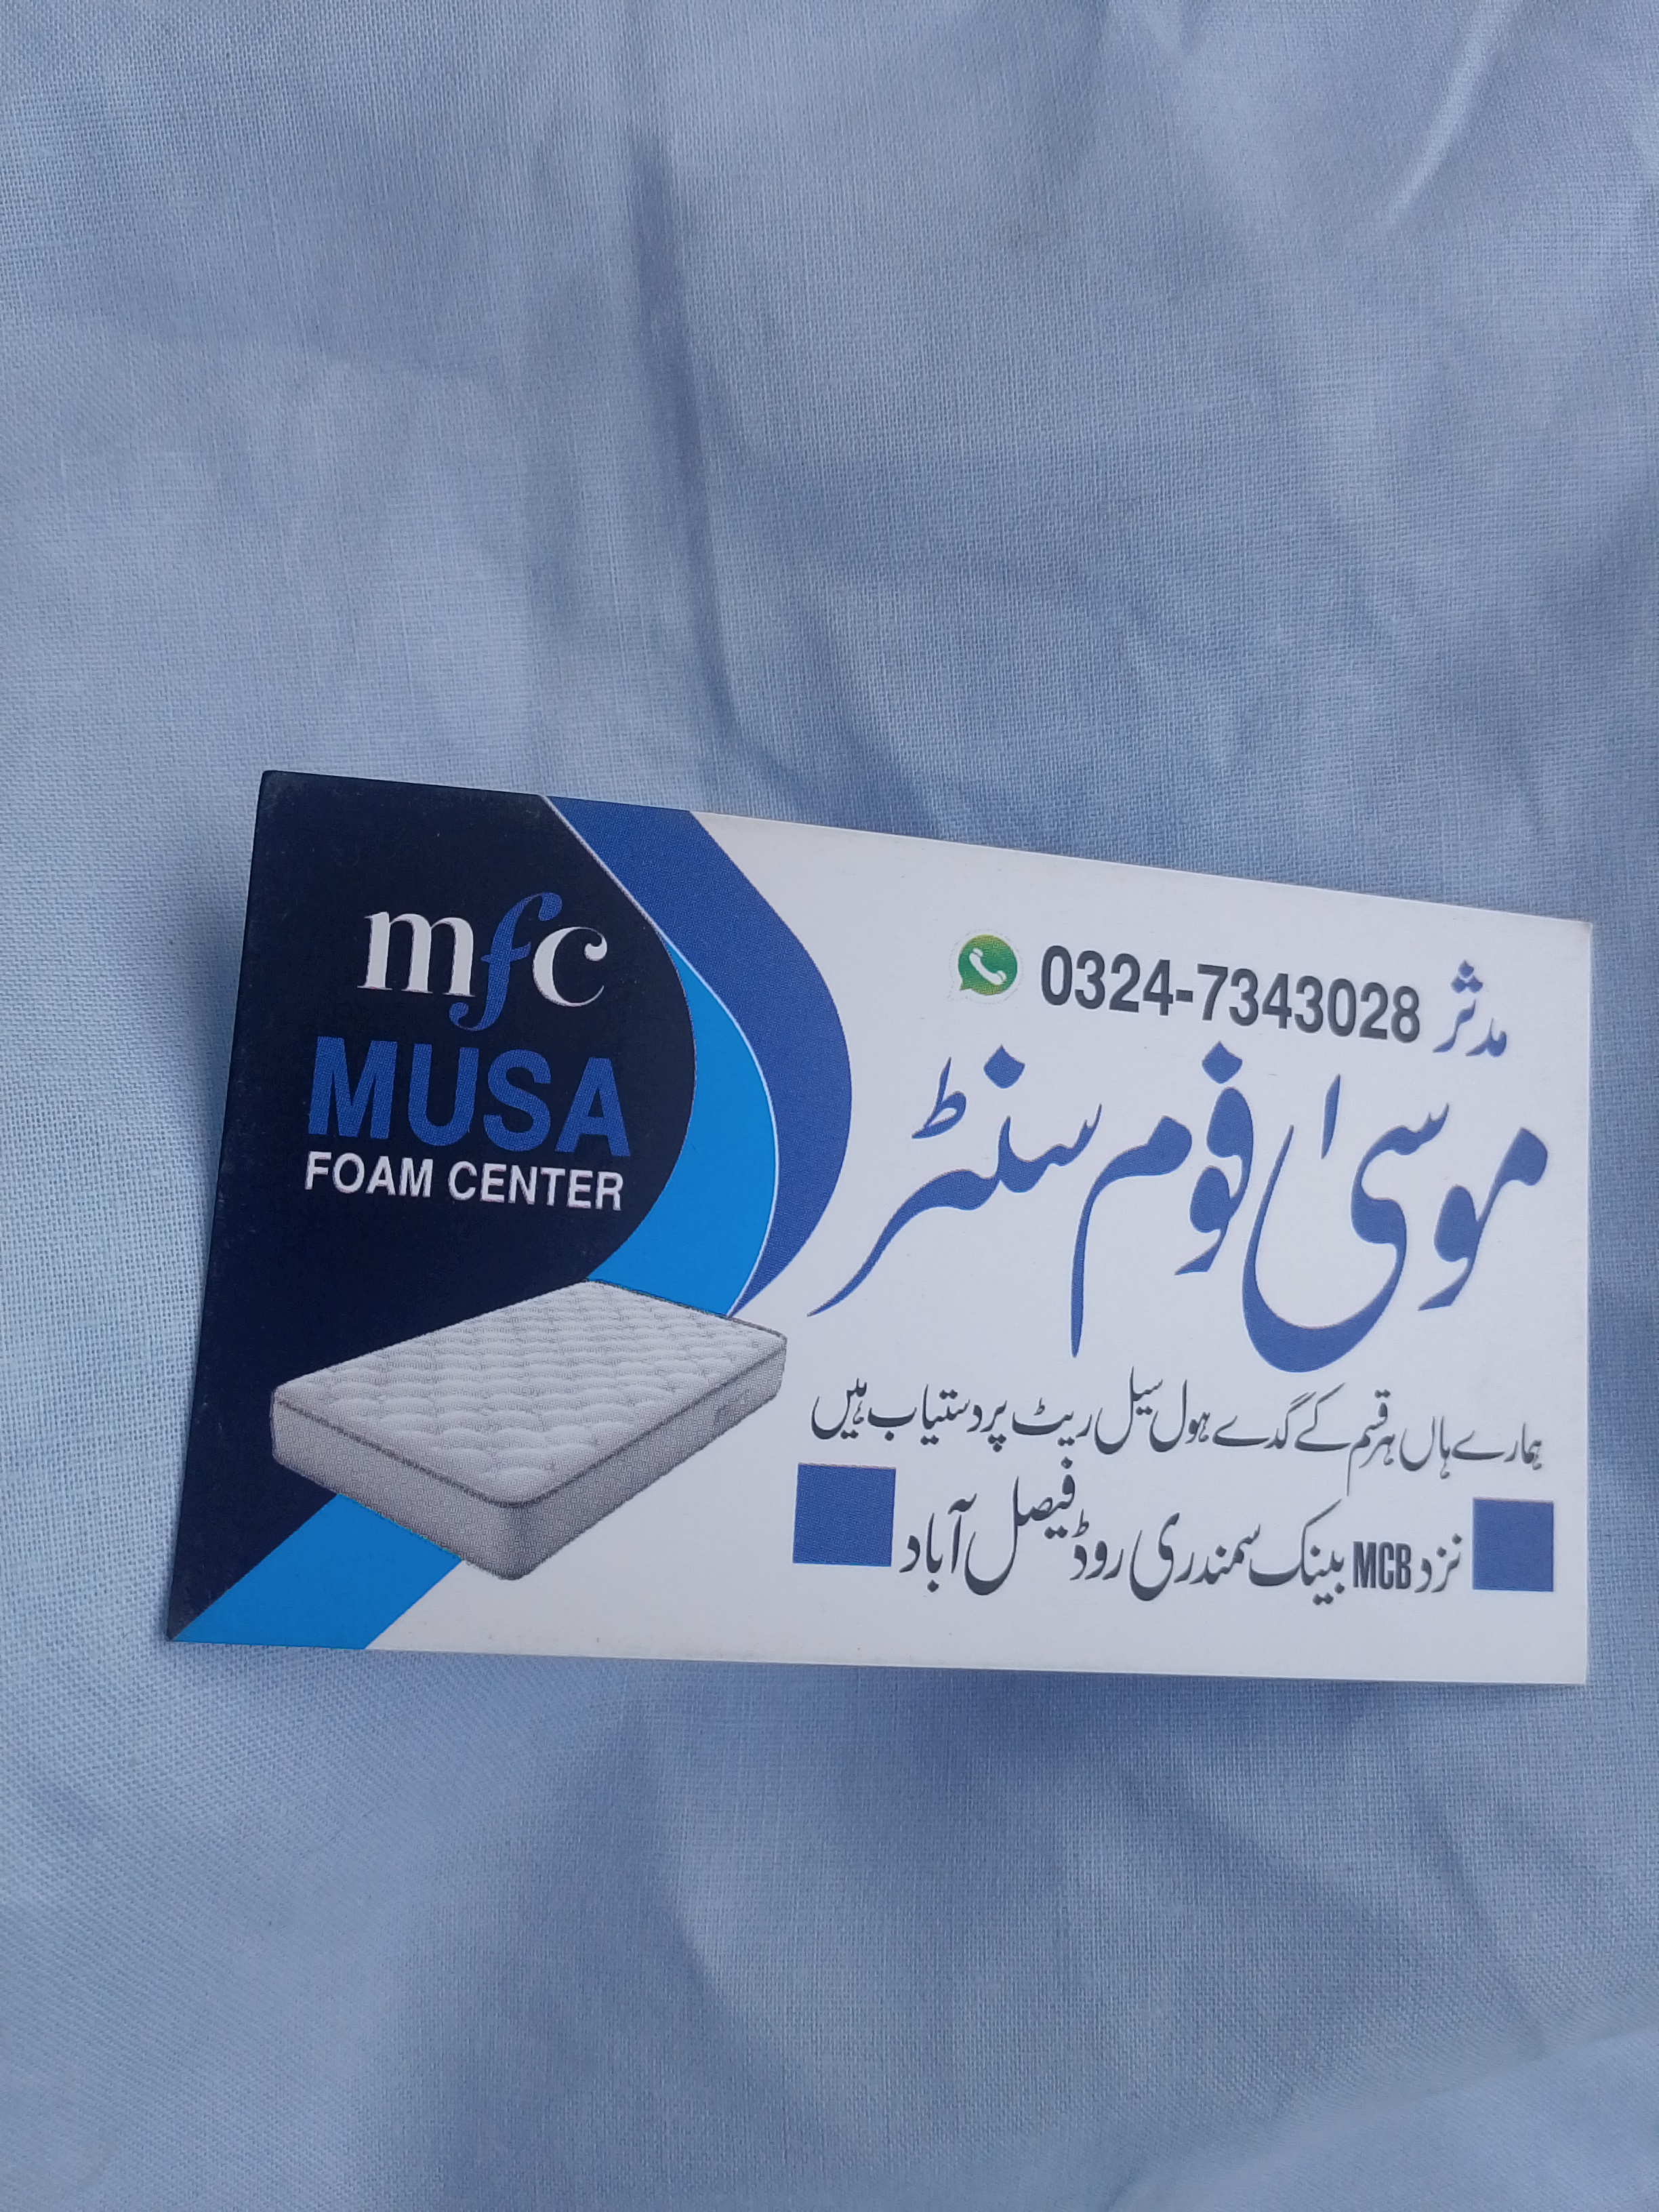 mfc
MUSA
FOAM CENTER
مدثر 0324-7343028
موسیٰ فوم سنٹر
ہمارے ہاں ہر قسم کے گدے ہول سیل ریٹ پر دستیاب ہیں
نزد MCB بینک سمندری روڈ فیصل آباد